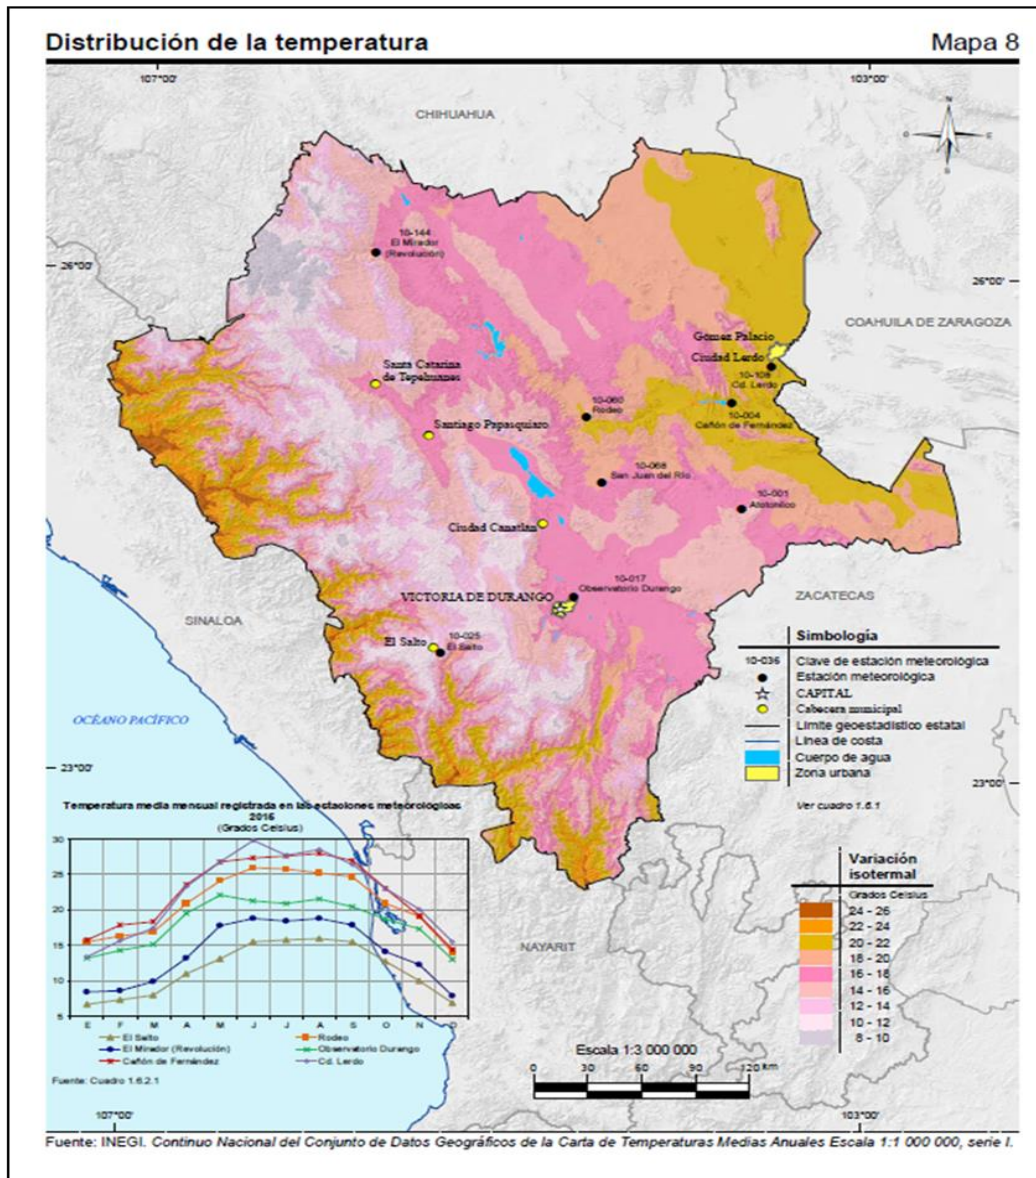 Distribución de la temperatura
Mapa 8
107°00'
103°00'
CHIHUAHUA
N
O
E
S
10-144
El Mirador
(Revolución)
26°00'
26°00'
COAHUILA DE ZARAGOZA
Gómez Palacio
Ciudad Lerdo
10-108
Cd. Lerdo
Santa Catarina
de Tepehuanes
10-060
Rodeo
10-004
Cañón de Fernández
Santiago Papasquiaro
10-068
San Juan del Río
10-001
Atotonilco
Ciudad Canatlán
10-017
Observatorio Durango
VICTORIA DE DURANGO
ZACATECAS
SINALOA
El Salto
10-025
El Salto
OCÉANO PACÍFICO
Simbología
10-036 Clave de estación meteorológica
Estación meteorológica
CAPITAL
Cabecera municipal
Límite geoestadístico estatal
Línea de costa
Cuerpo de agua
Zona urbana
23°00'
23°00'
Ver cuadro 1.6.1
Temperatura media mensual registrada en las estaciones meteorológicas
2016
(Grados Celsius)
30
25
20
15
10
5
E F M A M J J A S O N D
El Salto
Rodeo
El Mirador (Revolución)
Observatorio Durango
Cañón de Fernández
Cd. Lerdo
Fuente: Cuadro 1.6.2.1
NAYARIT
Variación
isotermal
Grados Celsius
24 - 26
22 - 24
20 - 22
18 - 20
16 - 18
14 - 16
12 - 14
10 - 12
8 - 10
Escala 1:3 000 000
0 30 60 90 120 km
107°00'
103°00'
Fuente: INEGI. Continuo Nacional del Conjunto de Datos Geográficos de la Carta de Temperaturas Medias Anuales Escala 1:1 000 000, serie I.